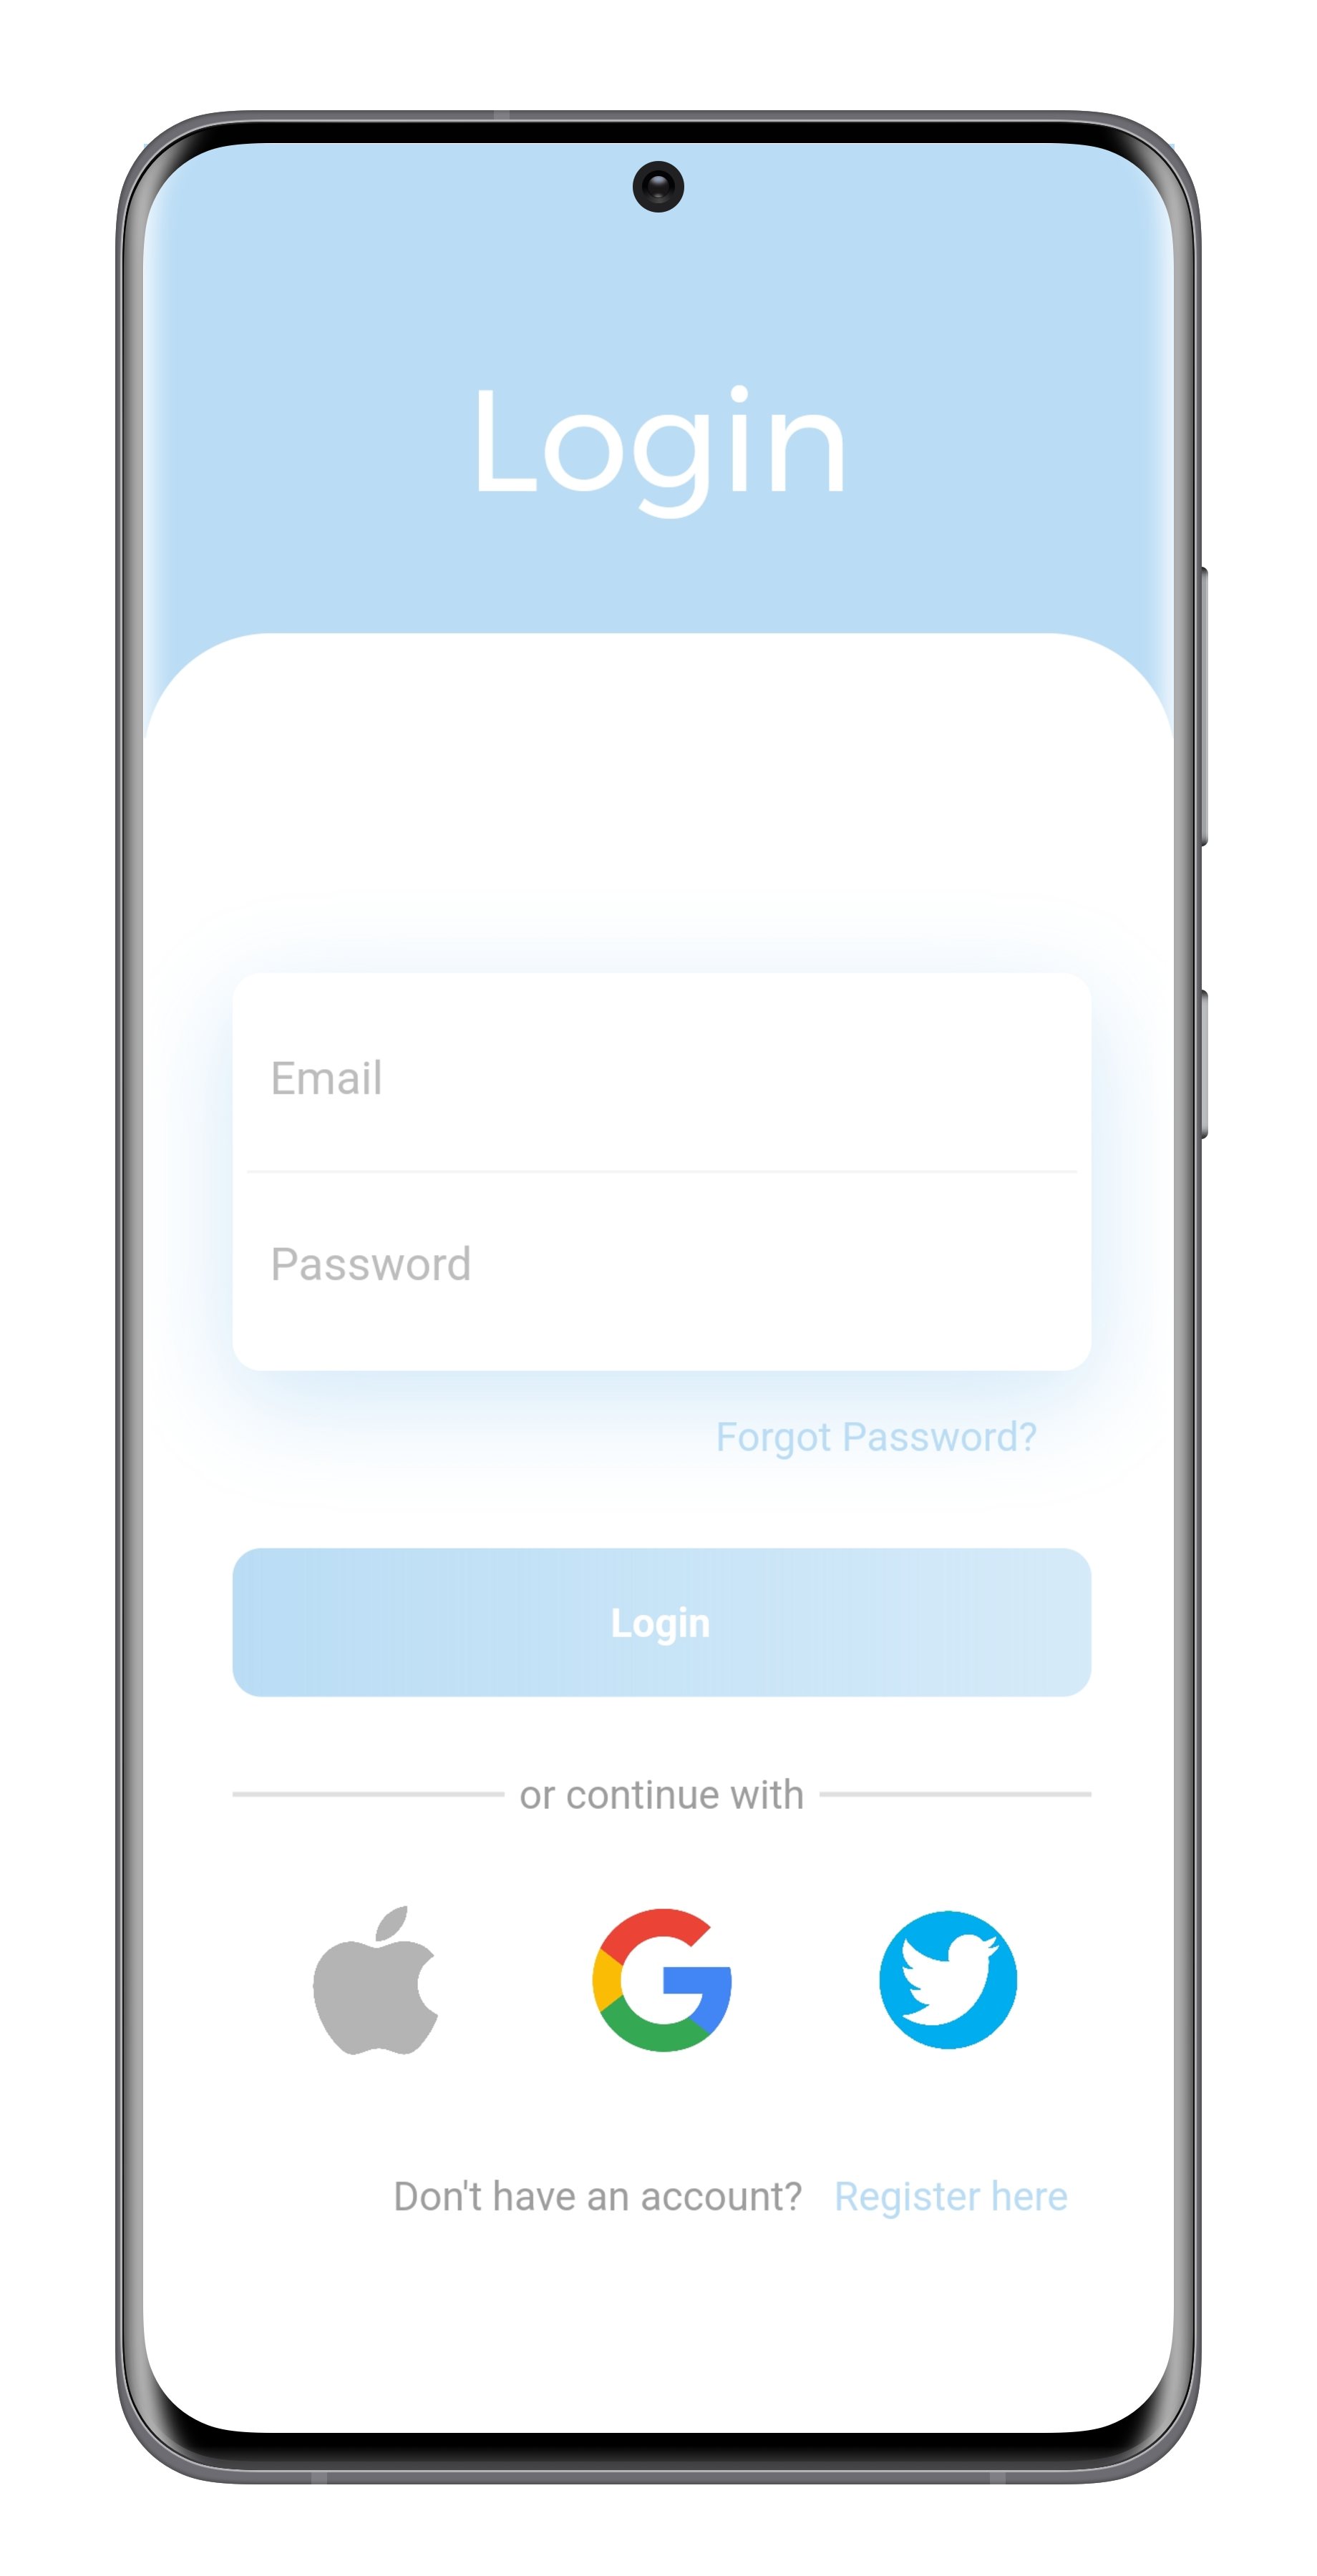 Login
Email
Password
Forgot Password?
Login
or continue with
Don't have an account? Register here